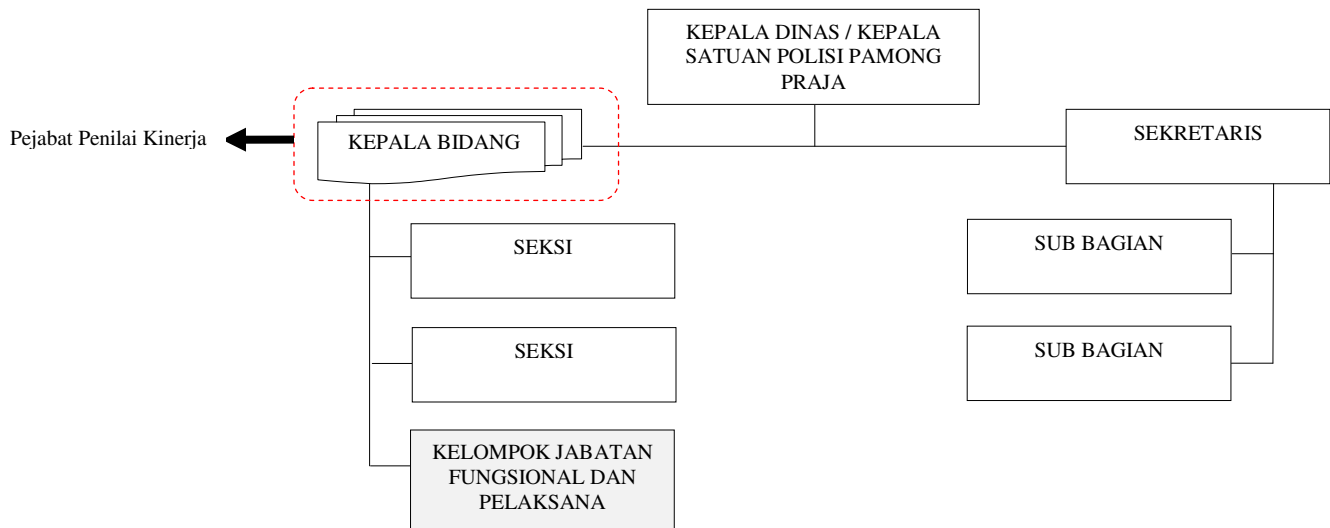 KEPALA DINAS / KEPALA
SATUAN POLISI PAMONG
PRAJA
Pejabat Penilai Kinerja
KEPALA BIDANG
SEKRETARIS
SEKSI
SUB BAGIAN
SEKSI
SUB BAGIAN
KELOMPOK JABATAN
FUNGSIONAL DAN
PELAKSANA